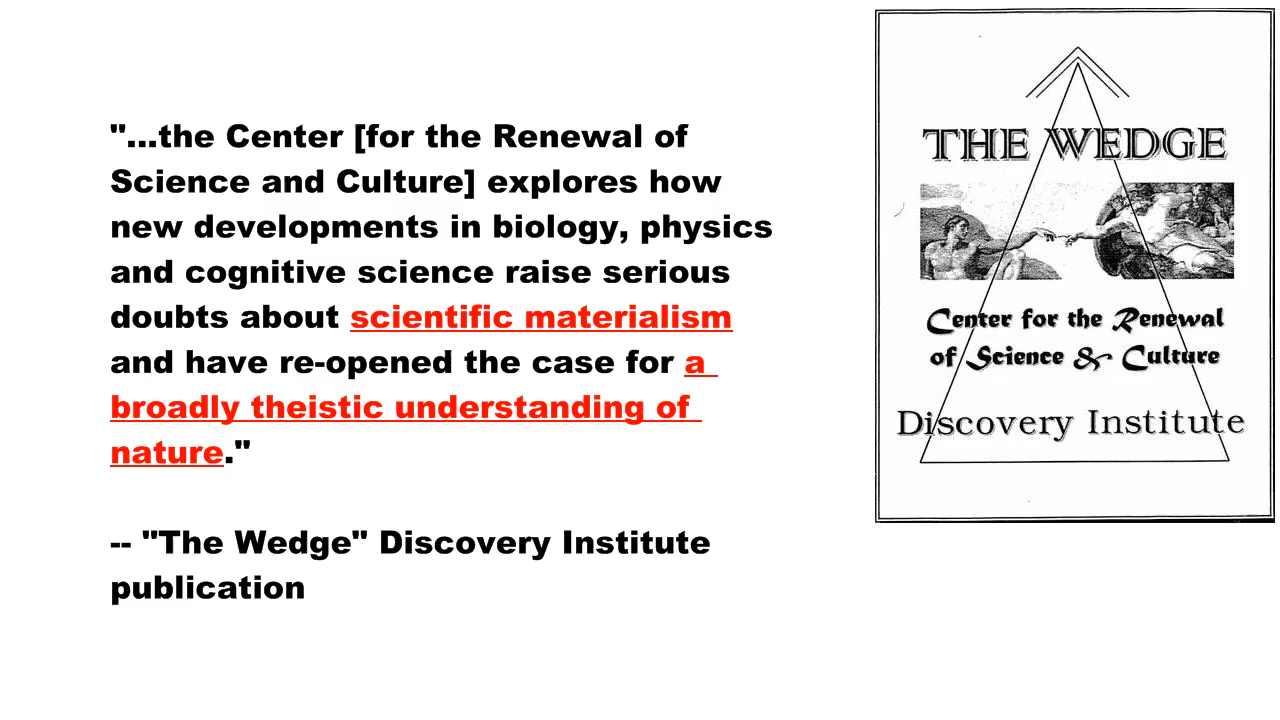 "...the Center [for the Renewal of
Science and Culture] explores how
new developments in biology, physics
and cognitive science raise serious
doubts about scientific materialism
and have re-opened the case for a
broadly theistic understanding of
nature."
-- "The Wedge" Discovery Institute
publication
THE WEDGE
Center for the Renewal
of Science & Culture
Discovery Institute